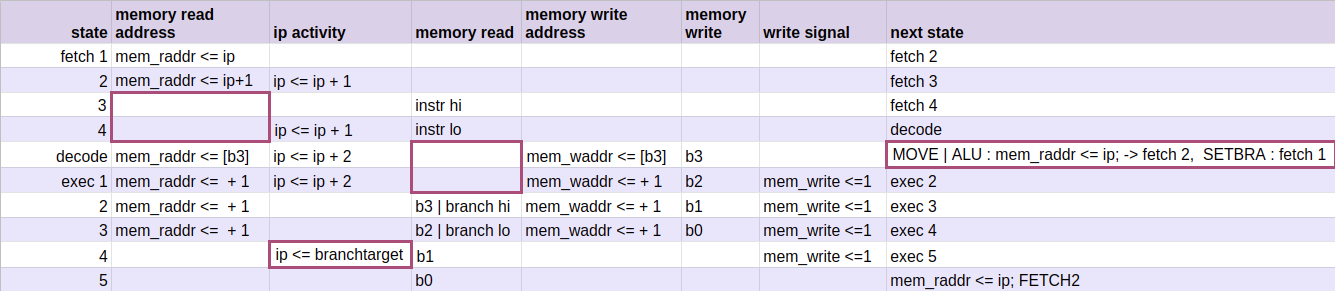 state memory read address ip activity memory read memory write address memory write write signal next state
fetch 1 mem_raddr <= ip fetch 2
2 mem_raddr <= ip+1 ip <= ip + 1 fetch 3
3 instr hi fetch 4
4 ip <= ip + 1 instr lo decode
decode mem_raddr <= [b3] ip <= ip + 2 mem_waddr <= [b3] b3 MOVE | ALU : mem_raddr <= ip; -> fetch 2, SETBRA : fetch 1
exec 1 mem_raddr <= + 1 ip <= ip + 2 mem_waddr <= + 1 b2 mem_write <=1 exec 2
2 mem_raddr <= + 1 b3 | branch hi mem_waddr <= + 1 b1 mem_write <=1 exec 3
3 mem_raddr <= + 1 b2 | branch lo mem_waddr <= + 1 b0 mem_write <=1 exec 4
4 ip <= branchtarget b1 mem_write <=1 exec 5
5 b0 mem_raddr <= ip; FETCH2